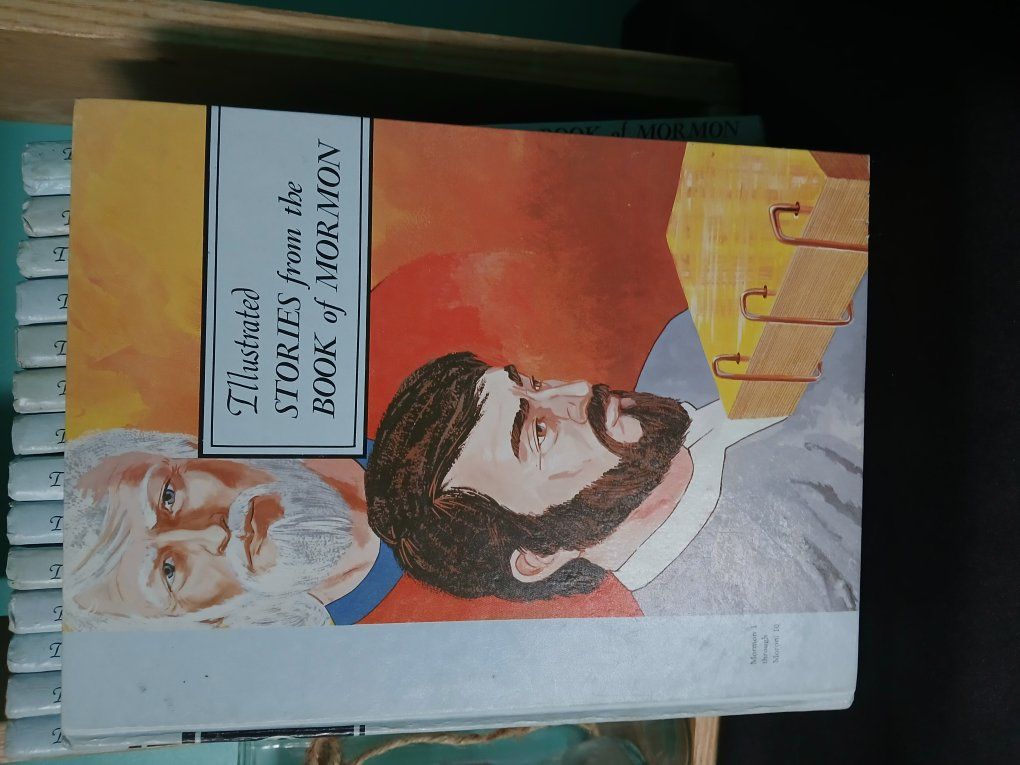 Illustrated
STORIES from the
BOOK of MORMON
Mormon 1
through
Moroni 10
BOOK of MORMON